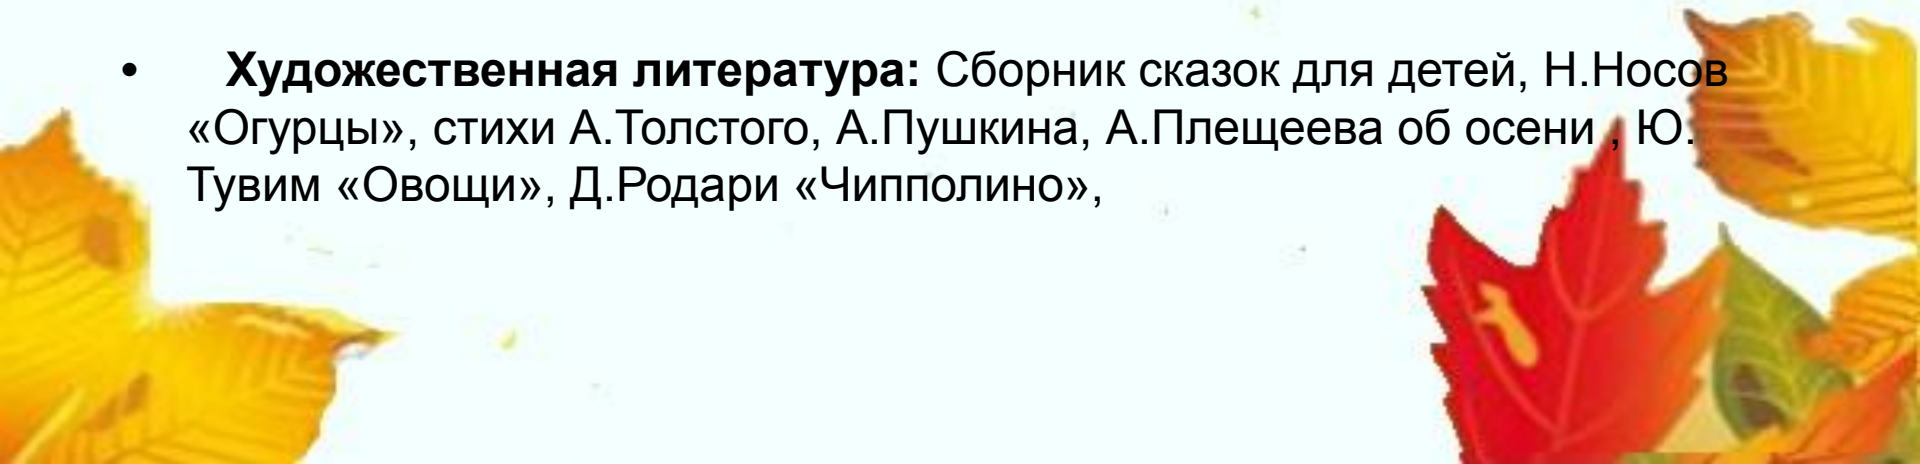 • Художественная литература: Сборник сказок для детей, Н.Носов
«Огурцы», стихи А.Толстого, А.Пушкина, А.Плещеева об осени , Ю.
Тувим «Овощи», Д.Родари «Чипполино»,